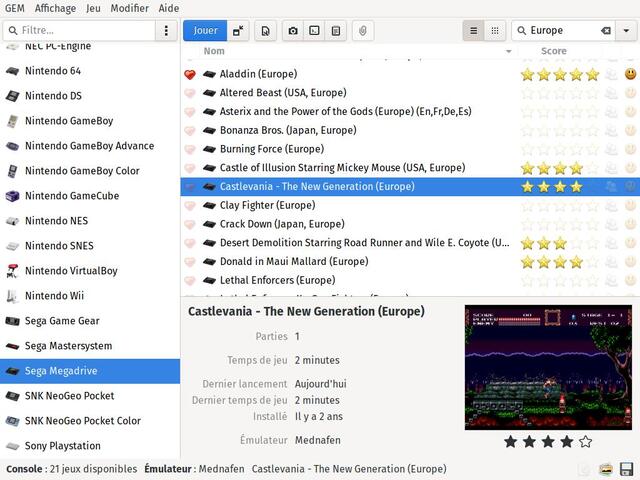 GEM Affichage Jeu Modifier Aide
Filtre...
Jouer
Europe
NEC PC-Engine
Nintendo 64
Nintendo DS
Nintendo GameBoy
Nintendo GameBoy Advance
Nintendo GameBoy Color
Nintendo GameCube
Nintendo NES
Nintendo SNES
Nintendo VirtualBoy
Nintendo Wii
Sega Game Gear
Sega Mastersystem
Sega Megadrive
SNK NeoGeo Pocket
SNK NeoGeo Pocket Color
Sony Playstation
Nom Score
Aladdin (Europe)
Altered Beast (USA, Europe)
Asterix and the Power of the Gods (Europe) (En,Fr,De,Es)
Bonanza Bros. (Japan, Europe)
Burning Force (Europe)
Castle of Illusion Starring Mickey Mouse (USA, Europe)
Castlevania - The New Generation (Europe)
Clay Fighter (Europe)
Crack Down (Japan, Europe)
Desert Demolition Starring Road Runner and Wile E. Coyote (U...
Donald in Maui Mallard (Europe)
Lethal Enforcers (Europe)
Castlevania - The New Generation (Europe)
Parties 1
Temps de jeu 2 minutes
Dernier lancement Aujourd'hui
Dernier temps de jeu 2 minutes
Installé Il y a 2 ans
Émulateur Mednafen
SCORE 00 STAGE 1- 1
PLAYER
ENEMY
Console : 21 jeux disponibles Émulateur : Mednafen Castlevania - The New Generation (Europe)